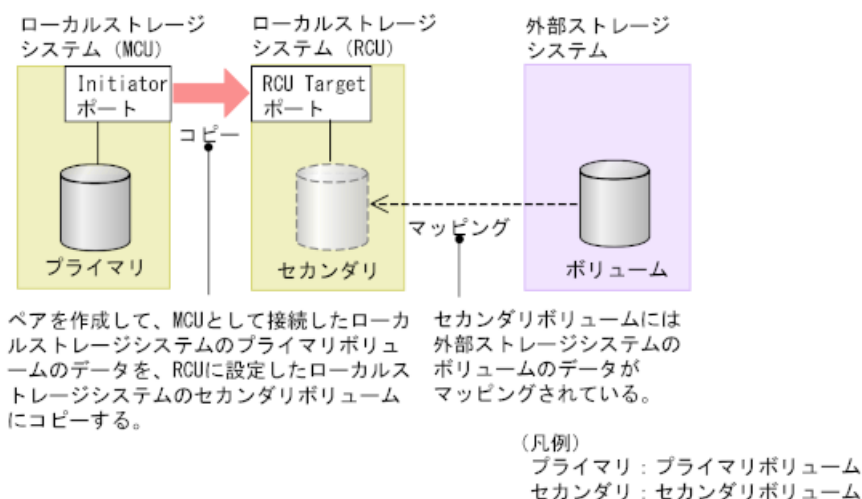 ローカルストレージ
システム (MCU)
ローカルストレージ
システム (RCU)
外部ストレージ
システム
Initiator
ポート
RCU Target
ポート
コピー
マッピング
プライマリ
セカンダリ
ボリューム
ペアを作成して、MCUとして接続したローカ
ルストレージシステムのプライマリボリュ
ームのデータを、RCUに設定したローカルス
トレージシステムのセカンダリボリューム
にコピーする。
セカンダリボリュームには
外部ストレージシステムの
ボリュームのデータが
マッピングされている。
(凡例)
プライマリ：プライマリボリューム
セカンダリ：セカンダリボリューム